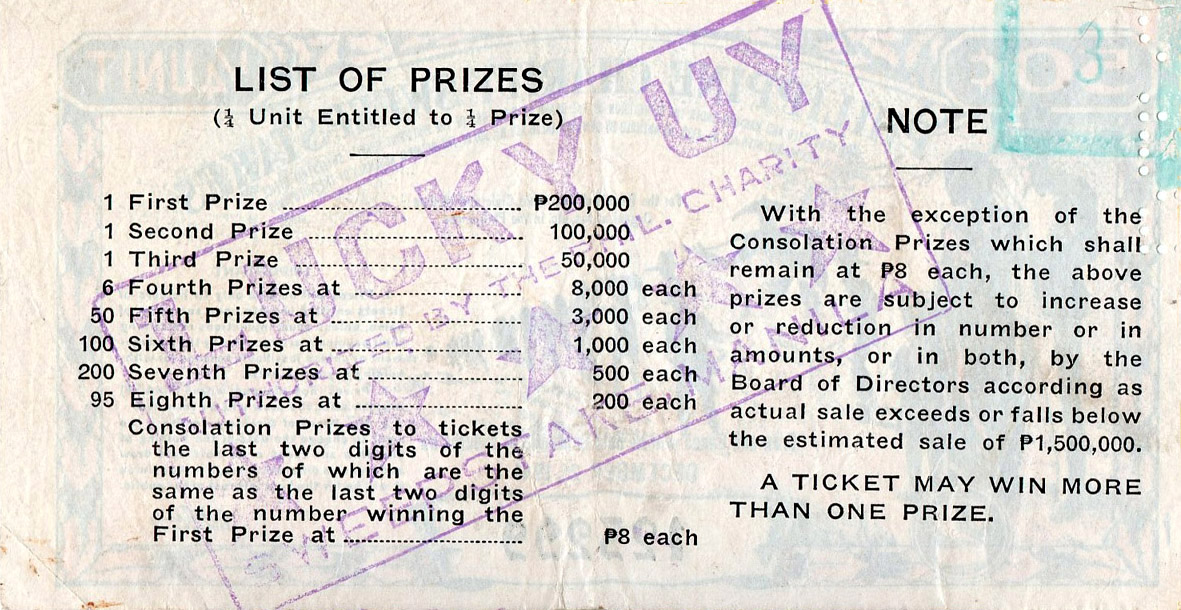 LIST OF PRIZES
(¼ Unit Entitled to ¼ Prize)
1 First Prize ........................ ₱200,000
1 Second Prize ........................ 100,000
1 Third Prize ........................ 50,000
6 Fourth Prizes at ........................ 8,000 each
50 Fifth Prizes at ........................ 3,000 each
100 Sixth Prizes at ........................ 1,000 each
200 Seventh Prizes at ........................ 500 each
95 Eighth Prizes at ........................ 200 each
Consolation Prizes to tickets
the last two digits of the
numbers of which are the
same as the last two digits
of the number winning the
First Prize at ........................ ₱8 each
NOTE
With the exception of the
Consolation Prizes which shall
remain at ₱8 each, the above
prizes are subject to increase
or reduction in number or in
amounts, or in both, by the
Board of Directors according as
actual sale exceeds or falls below
the estimated sale of ₱1,500,000.
A TICKET MAY WIN MORE
THAN ONE PRIZE.
LUCKY UY
AUTHORIZED BY THE PHIL. CHARITY
SWEEPSTAKES MANILA
3